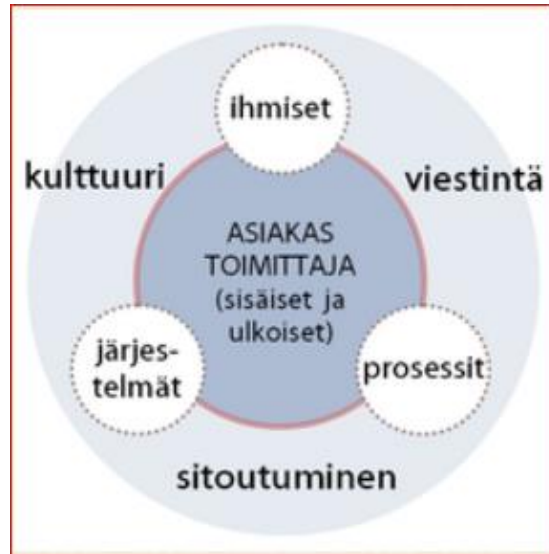 ihmiset
kulttuuri
viestintä
ASIAKAS
TOIMITTAJA
(sisäiset ja
ulkoiset)
järjes-
telmät
prosessit
sitoutuminen